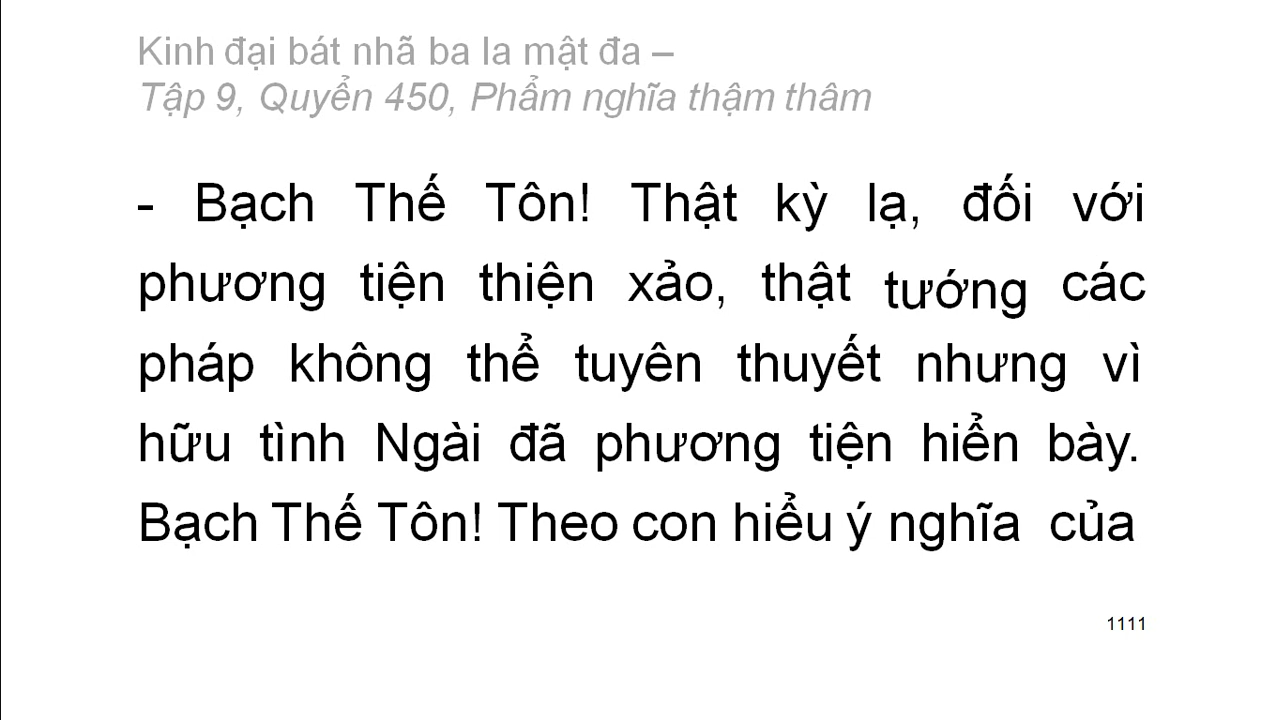 Kinh đại bát nhã ba la mật đa –
Tập 9, Quyển 450, Phẩm nghĩa thậm thâm
- Bạch Thế Tôn! Thật kỳ lạ, đối với
phương tiện thiện xảo, thật tướng các
pháp không thể tuyên thuyết nhưng vì
hữu tình Ngài đã phương tiện hiển bày.
Bạch Thế Tôn! Theo con hiểu ý nghĩa của
1111